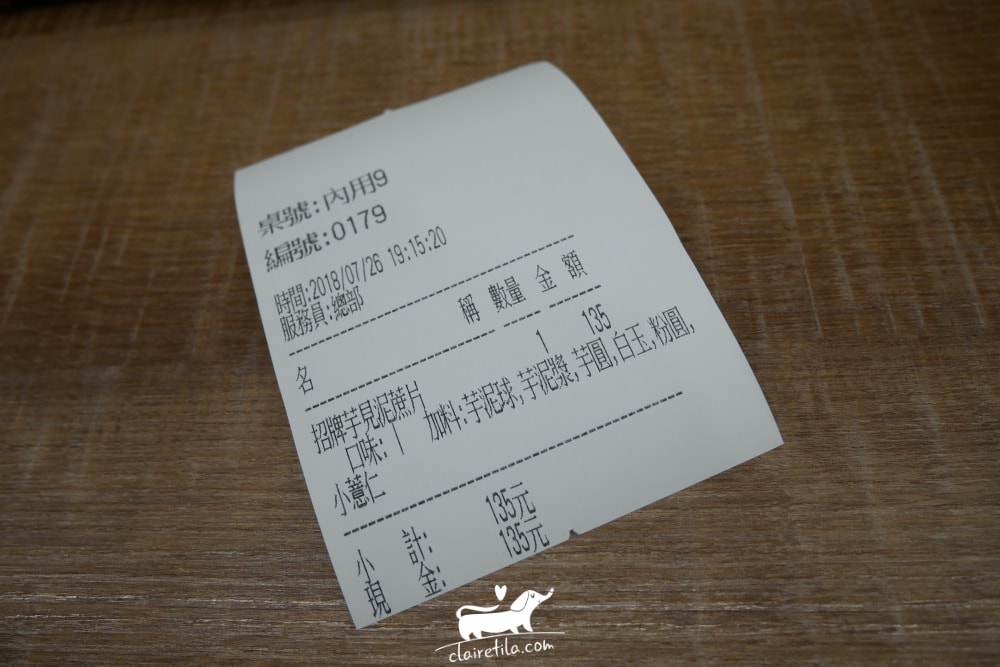 桌號:內用9
編號:0179
時間:2018/07/26 19:15:20
服務員:總部
名 稱 數量 金 額
招牌芋見泥蔗片 1 135
口味: | 加料:芋泥球,芋泥漿,芋圓,白玉,粉圓,
小薏仁
小 計: 135元
現 金: 135元
clairetila.com